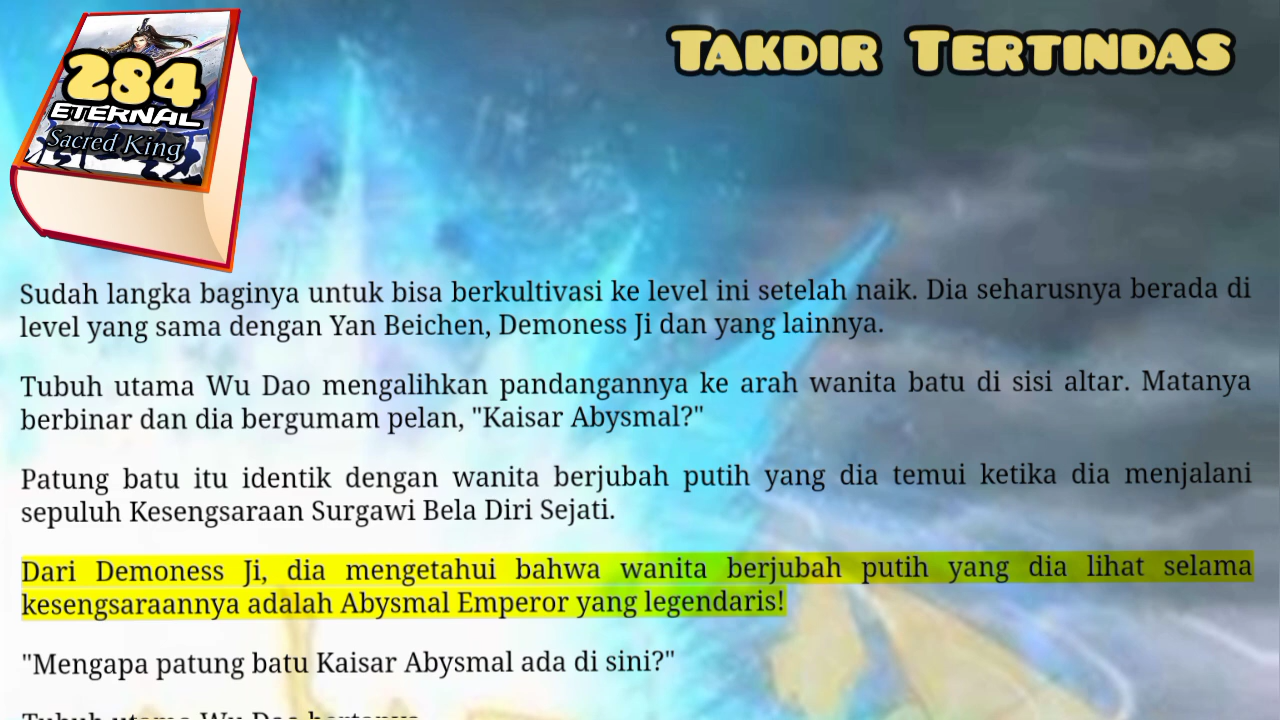 284
ETERNAL
Sacred King
TAKDIR TERTINDAS
Sudah langka baginya untuk bisa berkultivasi ke level ini setelah naik. Dia seharusnya berada di
level yang sama dengan Yan Beichen, Demoness Ji dan yang lainnya.
Tubuh utama Wu Dao mengalihkan pandangannya ke arah wanita batu di sisi altar. Matanya
berbinar dan dia bergumam pelan, "Kaisar Abysmal?"
Patung batu itu identik dengan wanita berjubah putih yang dia temui ketika dia menjalani
sepuluh Kesengsaraan Surgawi Bela Diri Sejati.
Dari Demoness Ji, dia mengetahui bahwa wanita berjubah putih yang dia lihat selama
kesengsaraannya adalah Abysmal Emperor yang legendaris!
"Mengapa patung batu Kaisar Abysmal ada di sini?"
Tubuh utama Wu Dao bertanya